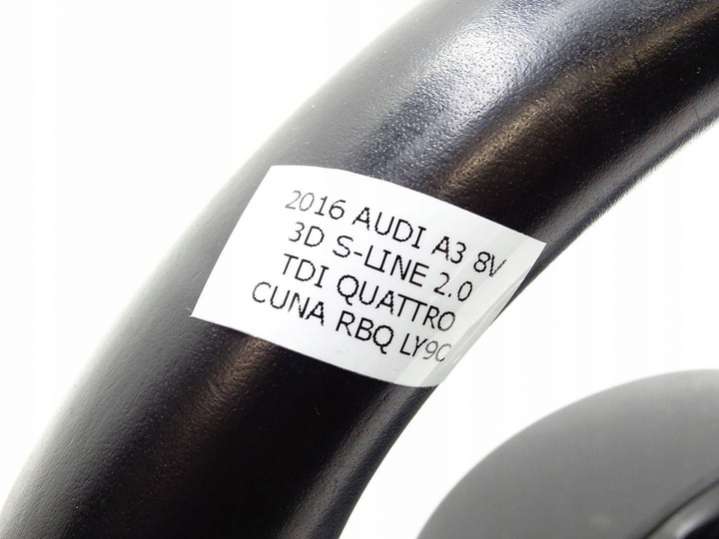 2016 AUDI A3 8V
3D S-LINE 2.0
TDI QUATTRO
CUNA RBQ LY9C